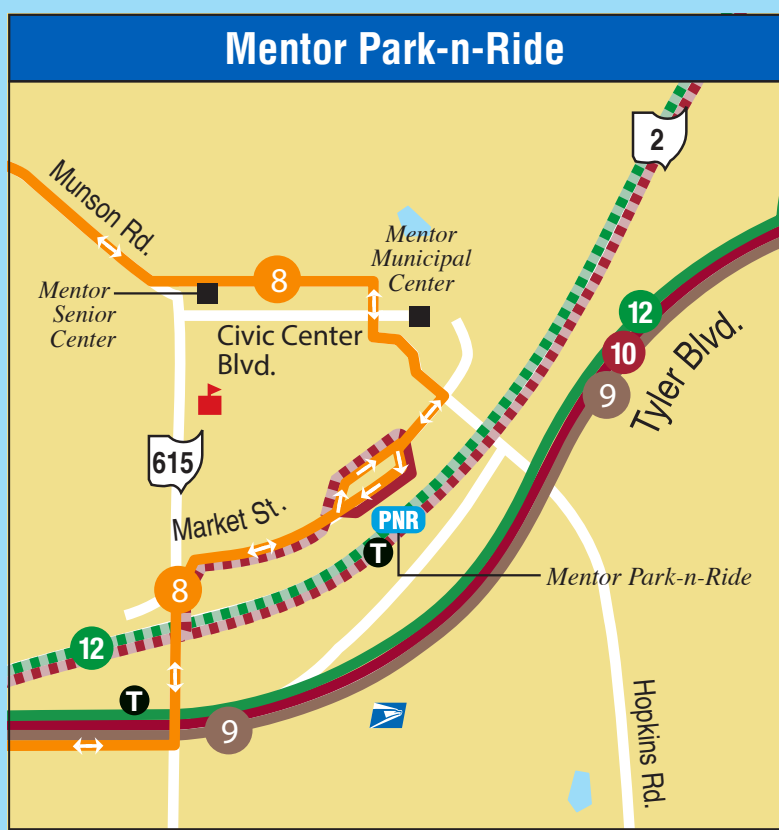 Mentor Park-n-Ride
2
Munson Rd.
Mentor
Municipal
Center
8
Mentor
Senior
Center
12
Civic Center
Blvd.
10
Tyler Blvd.
9
615
Market St.
PNR
T
Mentor Park-n-Ride
8
12
T
9
Hopkins Rd.